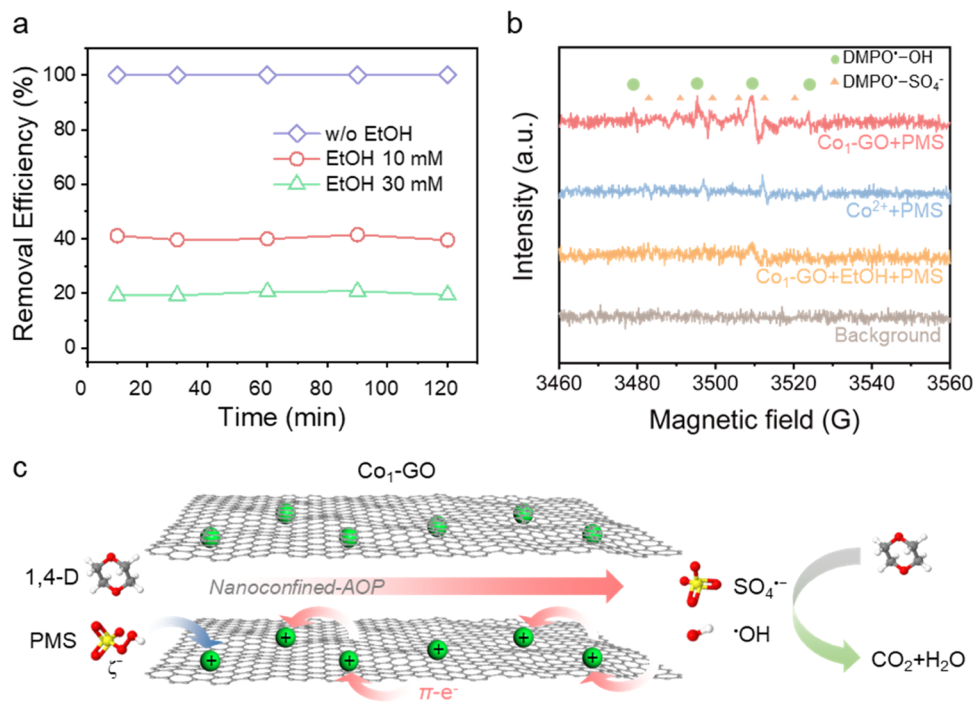 a
Removal Efficiency (%)
100
80
60
40
20
0
w/o EtOH
EtOH 10 mM
EtOH 30 mM
0 20 40 60 80 100 120
Time (min)
b
Intensity (a.u.)
DMPO•–OH
DMPO•–SO₄⁻
Co₁-GO+PMS
Co²⁺+PMS
Co₁-GO+EtOH+PMS
Background
3460 3480 3500 3520 3540 3560
Magnetic field (G)
c
Co₁-GO
1,4-D
Nanoconfined-AOP
SO₄•⁻
PMS
ζ⁻
•OH
π-e⁻
CO₂+H₂O